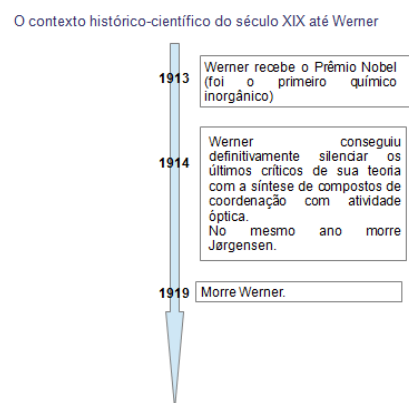 O contexto histórico-científico do século XIX até Werner
1913
Werner recebe o Prêmio Nobel
(foi o primeiro químico
inorgânico)
1914
Werner conseguiu
definitivamente silenciar os
últimos críticos de sua teoria
com a síntese de compostos de
coordenação com atividade
óptica.
No mesmo ano morre
Jørgensen.
1919
Morre Werner.